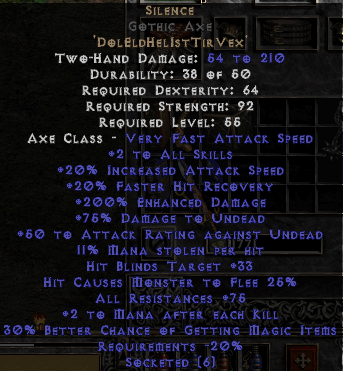 Silence
Gothic Axe
'DolEldHelIstTirVex'
Two-Hand Damage: 54 to 210
Durability: 38 of 50
Required Dexterity: 64
Required Strength: 92
Required Level: 55
Axe Class - Very Fast Attack Speed
+2 to All Skills
+20% Increased Attack Speed
+20% Faster Hit Recovery
+200% Enhanced Damage
+75% Damage to Undead
+50 to Attack Rating against Undead
11% Mana stolen per hit
Hit Blinds Target +33
Hit Causes Monster to Flee 25%
All Resistances +75
+2 to Mana after each Kill
30% Better Chance of Getting Magic Items
Requirements -20%
Socketed (6)